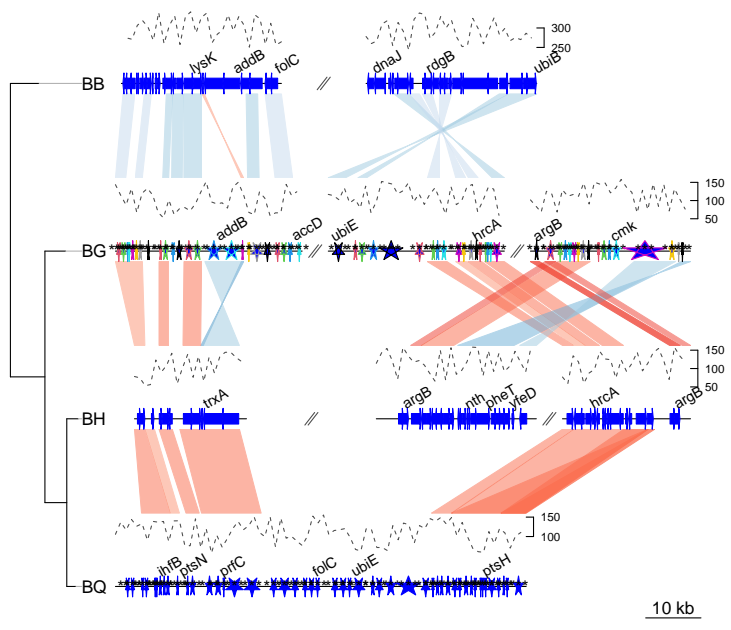 300
250
lysK addB folC dnaJ rdgB ubiB
BB //
150
100
50
addB accD ubiE hrcA argB cmk
BG // //
150
100
50
trxA argB nth pheT yfeD hrcA argB
BH // //
150
100
ihfB ptsN prfC folC ubiE ptsH
BQ
10 kb